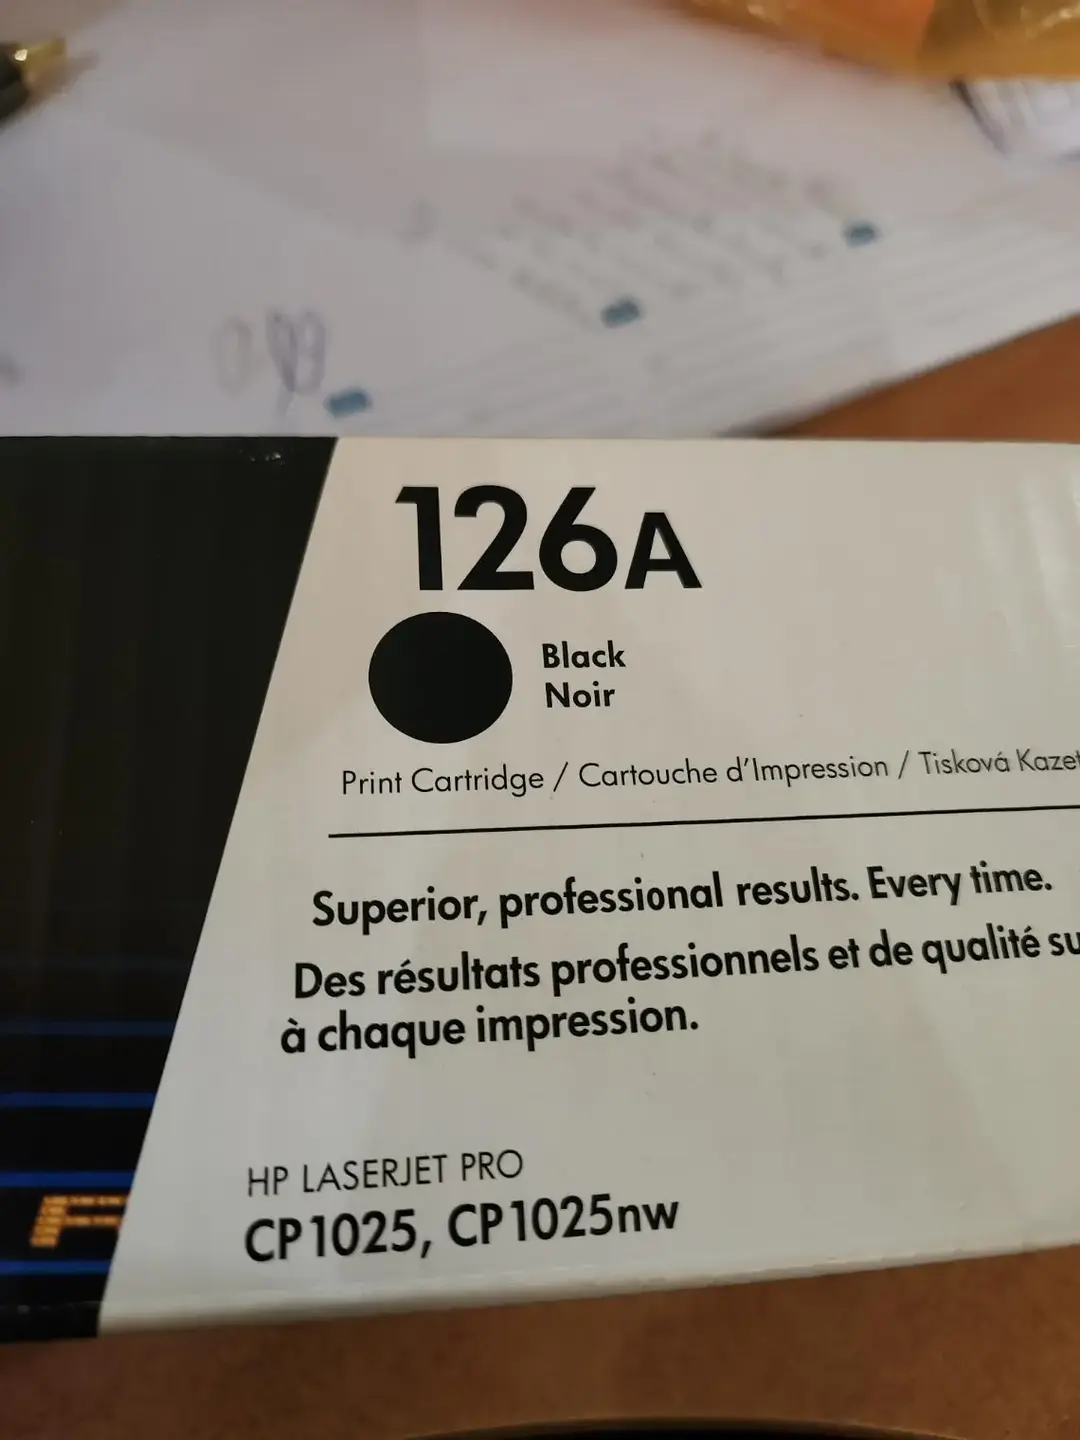 126A
Black
Noir
Print Cartridge / Cartouche d'Impression / Tisková
Superior, professional results. Every time.
Des résultats professionnels et de qualité
à chaque impression.
HP LASERJET PRO
CP1025, CP1025nw